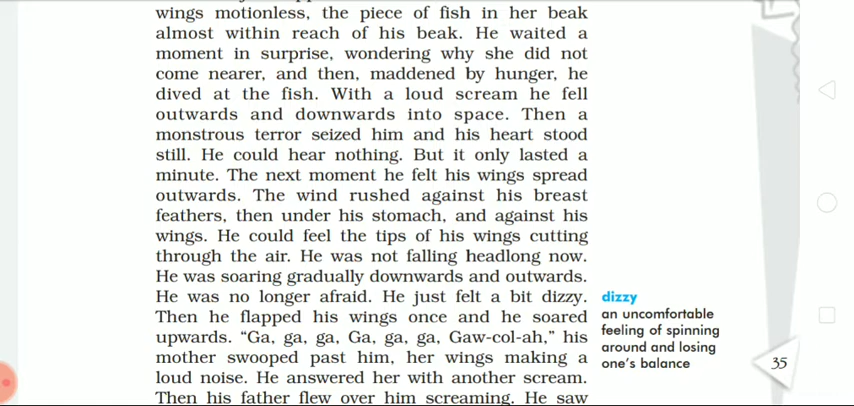 wings motionless, the piece of fish in her beak
almost within reach of his beak. He waited a
moment in surprise, wondering why she did not
come nearer, and then, maddened by hunger, he
dived at the fish. With a loud scream he fell
outwards and downwards into space. Then a
monstrous terror seized him and his heart stood
still. He could hear nothing. But it only lasted a
minute. The next moment he felt his wings spread
outwards. The wind rushed against his breast
feathers, then under his stomach, and against his
wings. He could feel the tips of his wings cutting
through the air. He was not falling headlong now.
He was soaring gradually downwards and outwards.
He was no longer afraid. He just felt a bit dizzy.
Then he flapped his wings once and he soared
upwards. “Ga, ga, ga, Ga, ga, ga, Gaw-col-ah,” his
mother swooped past him, her wings making a
loud noise. He answered her with another scream.
Then his father flew over him screaming. He saw
dizzy
an uncomfortable
feeling of spinning
around and losing
one’s balance
35